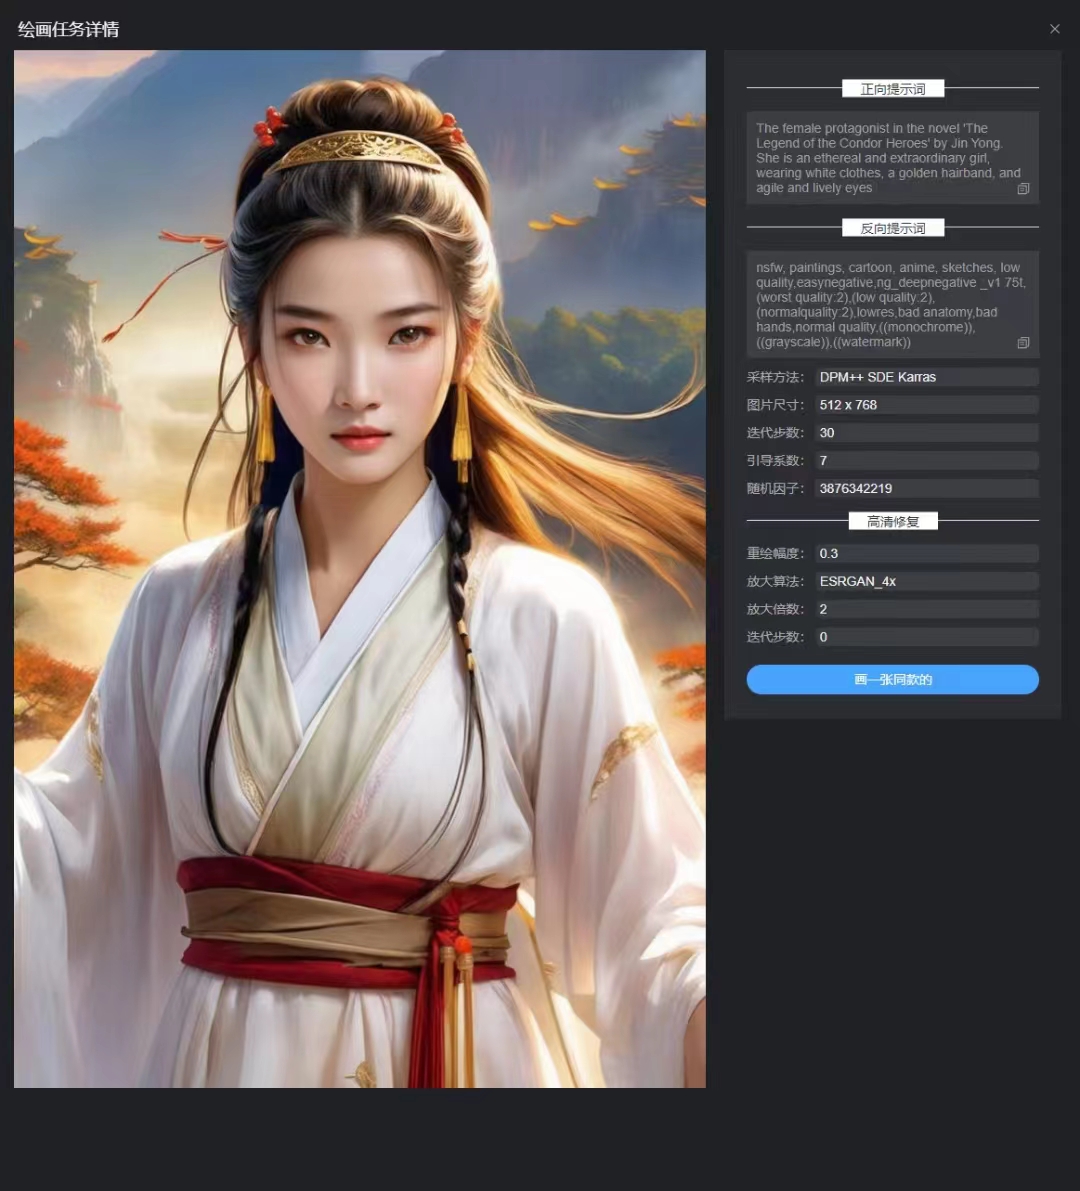 绘画任务详情
正向提示词
The female protagonist in the novel 'The
Legend of the Condor Heroes' by Jin Yong.
She is an ethereal and extraordinary girl,
wearing white clothes, a golden hairband, and
agile and lively eyes
反向提示词
nsfw, paintings, cartoon, anime, sketches, low
quality,easynegative,ng_deepnegative _v1 75t,
(worst quality:2),(low quality:2),
(normalquality:2),lowres,bad anatomy,bad
hands,normal quality,((monochrome)),
((grayscale)),((watermark))
采样方法： DPM++ SDE Karras
图片尺寸： 512 x 768
迭代步数： 30
引导系数： 7
随机因子： 3876342219
高清修复
重绘幅度： 0.3
放大算法： ESRGAN_4x
放大倍数： 2
迭代步数： 0
画一张同款的